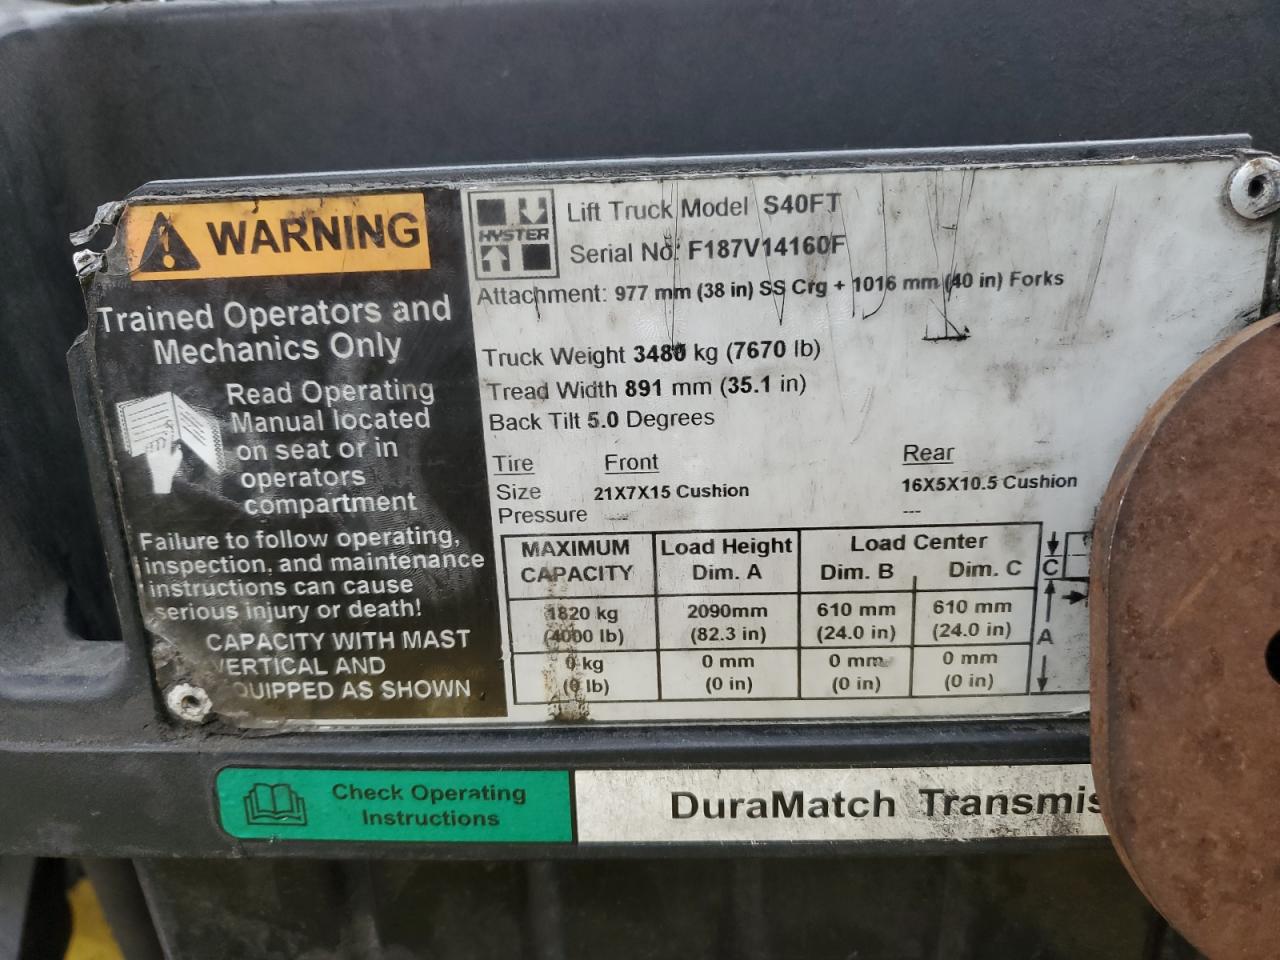 WARNING
Trained Operators and
Mechanics Only
Read Operating
Manual located
on seat or in
operators
compartment
Failure to follow operating,
inspection, and maintenance
instructions can cause
serious injury or death!
CAPACITY WITH MAST
VERTICAL AND
QUIPPED AS SHOWN
HYSTER
Lift Truck Model S40FT
Serial No: F187V14160F
Attachment: 977 mm (38 in) SS Crg + 1016 mm (40 in) Forks
Truck Weight 3480 kg (7670 lb)
Tread Width 891 mm (35.1 in)
Back Tilt 5.0 Degrees
Tire Front Rear
Size 21X7X15 Cushion 16X5X10.5 Cushion
Pressure --- ---
MAXIMUM CAPACITY Load Height Dim. A Load Center Dim. B Dim. C
1820 kg (4000 lb) 2090mm (82.3 in) 610 mm (24.0 in) 610 mm (24.0 in)
0 kg (0 lb) 0 mm (0 in) 0 mm (0 in) 0 mm (0 in)
C
A
Check Operating
Instructions
DuraMatch Transmis